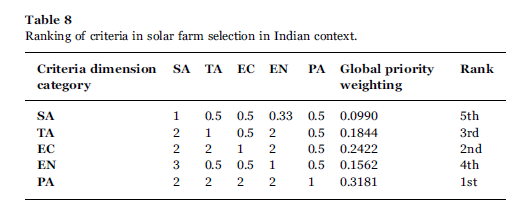 Table 8
Ranking of criteria in solar farm selection in Indian context.
Criteria dimension SA TA EC EN PA Global priority Rank
category weighting
SA 1 0.5 0.5 0.33 0.5 0.0990 5th
TA 2 1 0.5 2 0.5 0.1844 3rd
EC 2 2 1 2 0.5 0.2422 2nd
EN 3 0.5 0.5 1 0.5 0.1562 4th
PA 2 2 2 2 1 0.3181 1st